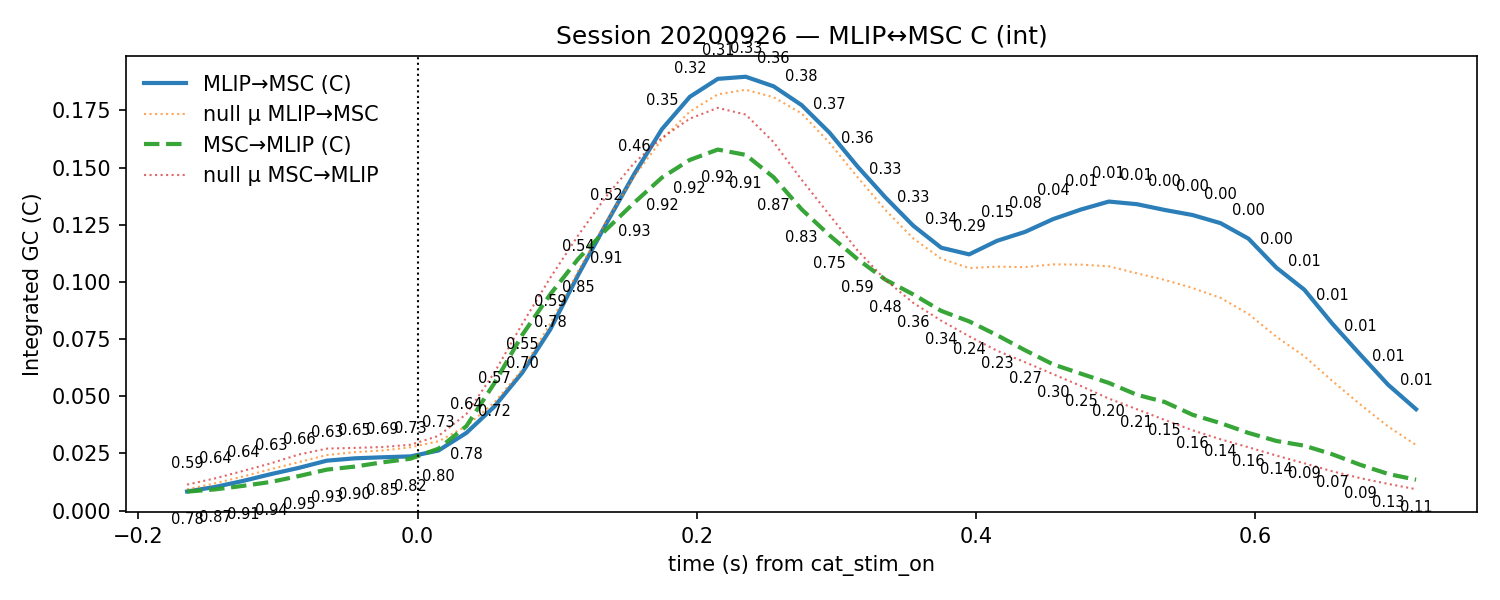 Session 20200926 — MLIP↔MSC C (int)
MLIP→MSC (C)
null μ MLIP→MSC
MSC→MLIP (C)
null μ MSC→MLIP
Integrated GC (C)
0.175
0.150
0.125
0.100
0.075
0.050
0.025
0.000
0.59 0.64 0.64 0.63 0.66 0.63 0.65 0.69 0.73 0.73 0.64 0.57 0.55 0.59 0.54 0.52 0.46 0.35 0.32 0.31 0.33 0.36 0.38 0.37 0.36 0.33 0.33 0.34 0.29 0.15 0.08 0.04 0.01 0.01 0.01 0.00 0.00 0.00 0.00 0.00 0.01 0.01 0.01 0.01 0.01
0.78 0.87 0.91 0.94 0.95 0.93 0.90 0.85 0.82 0.80 0.78 0.72 0.70 0.78 0.85 0.91 0.93 0.92 0.92 0.92 0.91 0.87 0.83 0.75 0.59 0.48 0.36 0.34 0.24 0.23 0.27 0.30 0.25 0.20 0.21 0.15 0.16 0.14 0.16 0.14 0.09 0.07 0.09 0.13 0.11
−0.2 0.0 0.2 0.4 0.6
time (s) from cat_stim_on